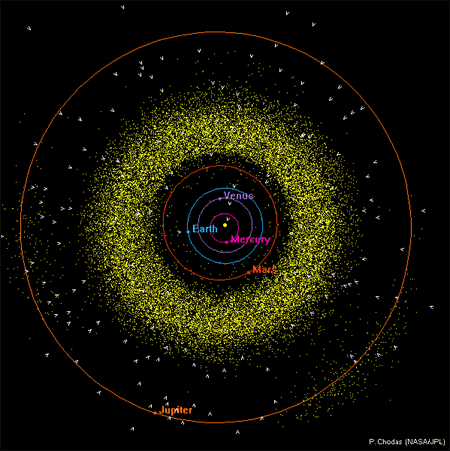 Venus
Earth
Mercury
Mars
Jupiter
P. Chodas (NASA/JPL)